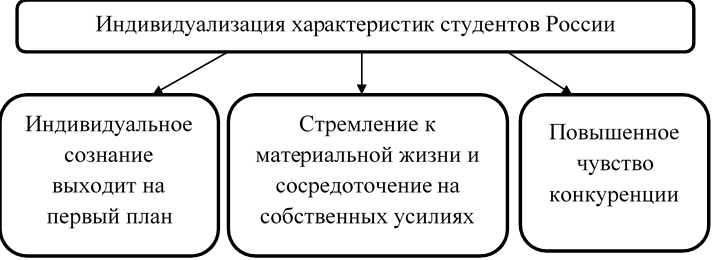 Индивидуализация характеристик студентов России
Индивидуальное
сознание
выходит на
первый план
Стремление к
материальной жизни и
сосредоточение на
собственных усилиях
Повышенное
чувство
конкуренции